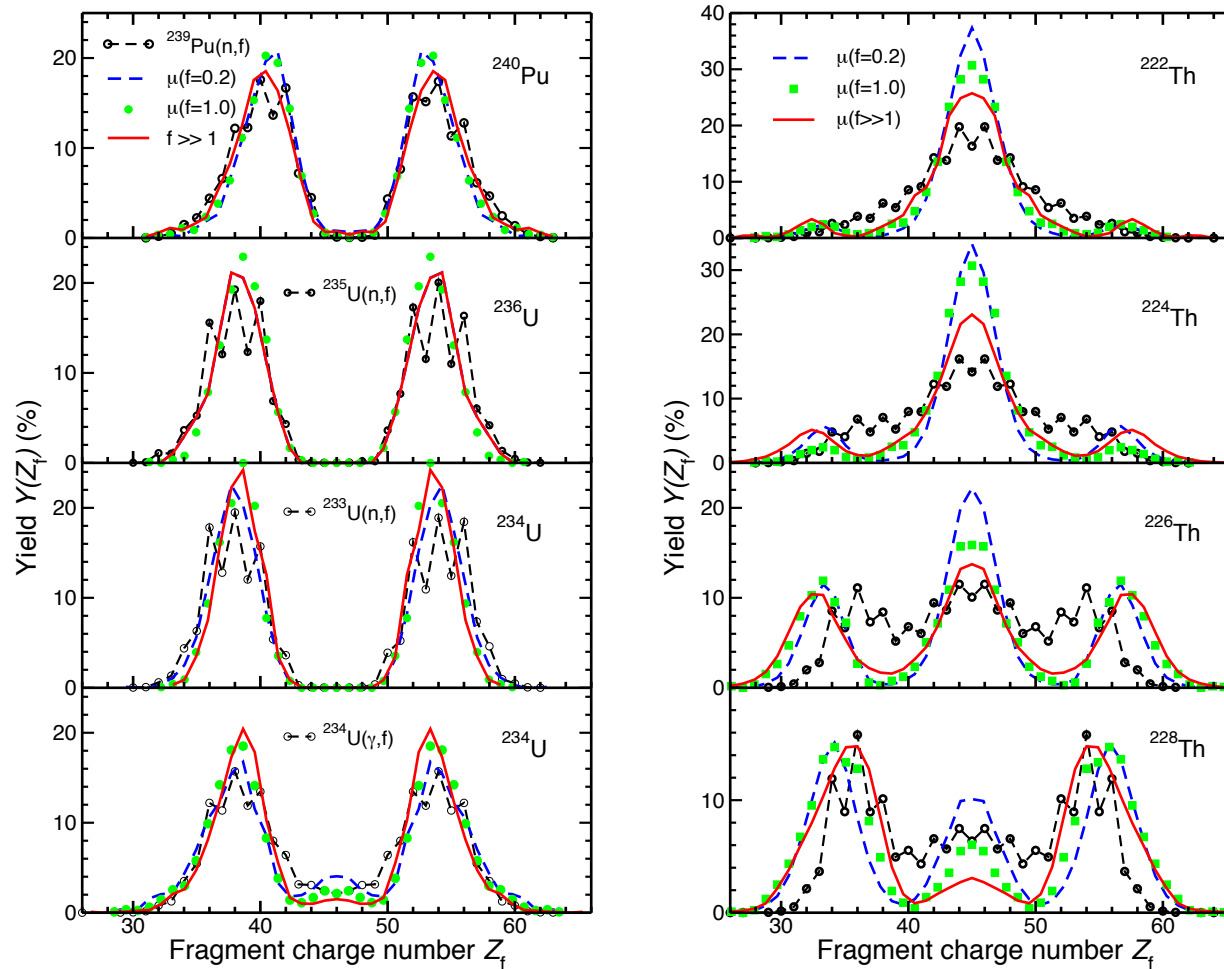 ²³⁹Pu(n,f)
μ(f=0.2)
μ(f=1.0)
f >> 1
²⁴⁰Pu
20
10
0
²³⁵U(n,f)
²³⁶U
20
10
0
²³³U(n,f)
²³⁴U
20
10
0
²³⁴U(γ,f)
²³⁴U
20
10
0
30
40
50
60
Yield Y(Z_f) (%)
Fragment charge number Z_f
40
30
20
10
0
μ(f=0.2)
μ(f=1.0)
μ(f>>1)
²²²Th
30
20
10
0
²²⁴Th
20
10
0
²²⁶Th
10
0
²²⁸Th
30
40
50
60
Yield Y(Z_f) (%)
Fragment charge number Z_f